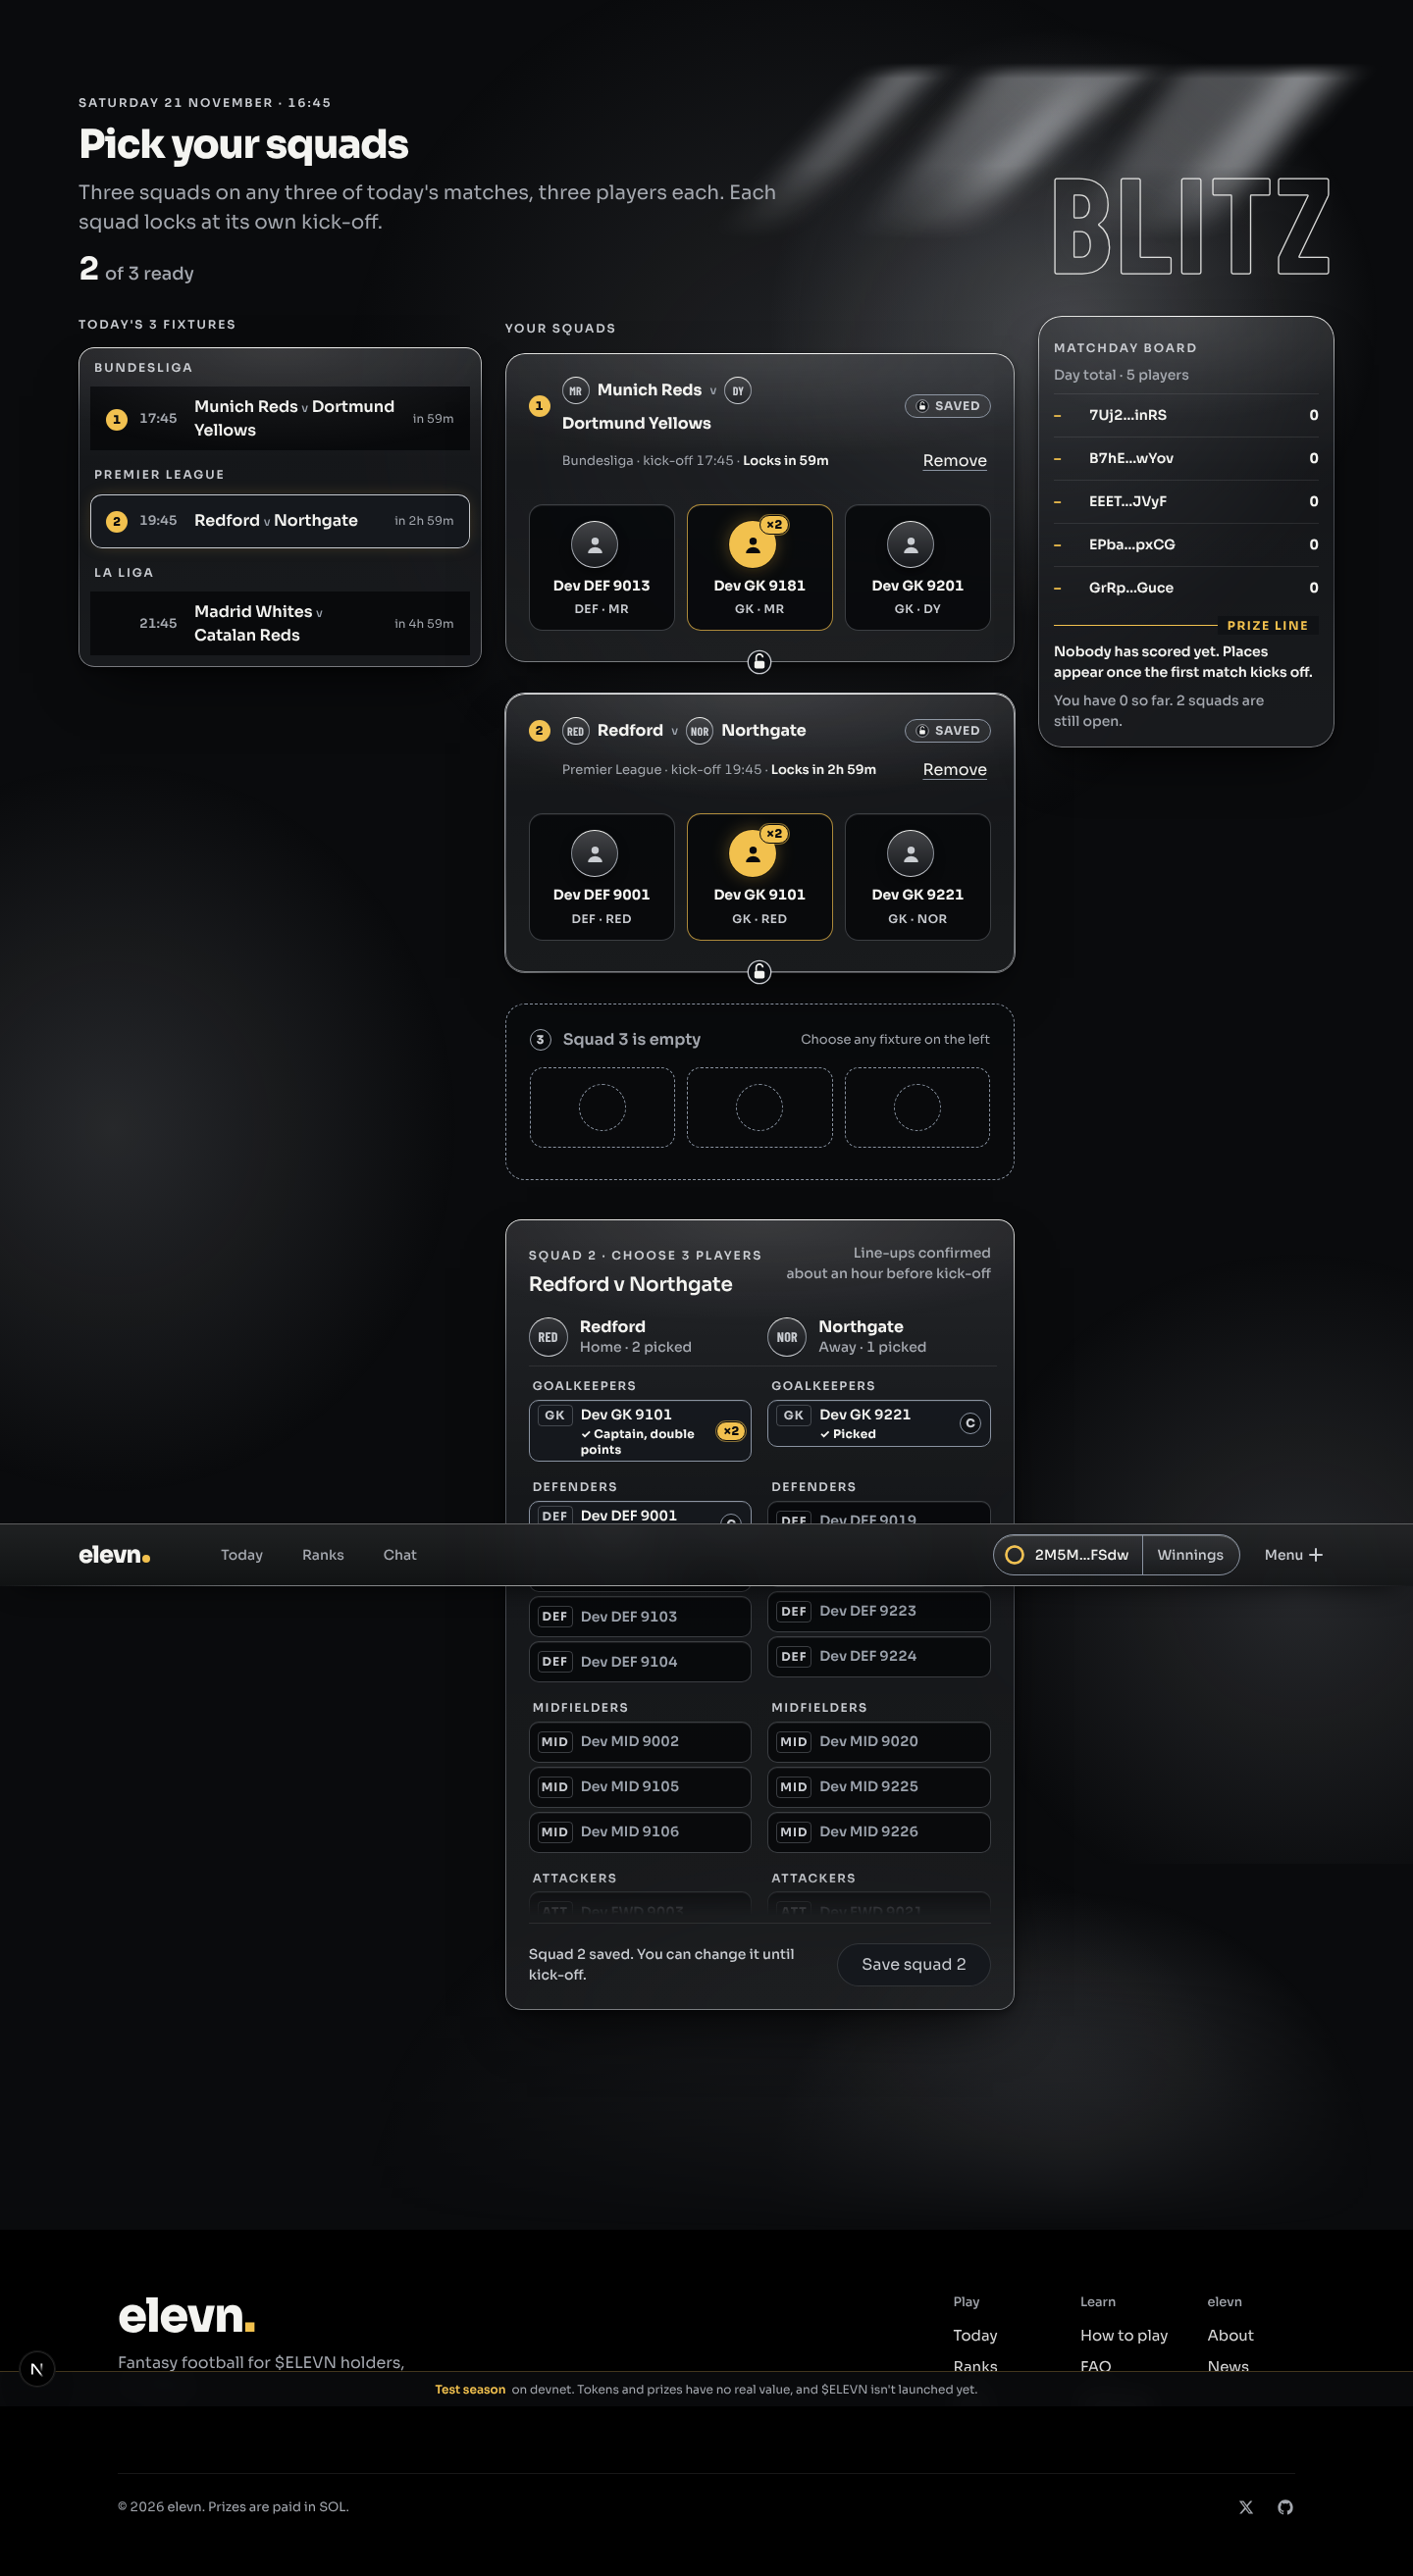 SATURDAY 21 NOVEMBER · 16:45
Pick your squads
Three squads on any three of today's matches, three players each. Each
squad locks at its own kick-off.
2 of 3 ready
BLITZ
TODAY'S 3 FIXTURES
BUNDESLIGA
1 17:45 Munich Reds v Dortmund
Yellows
in 59m
PREMIER LEAGUE
2 19:45 Redford v Northgate in 2h 59m
LA LIGA
21:45 Madrid Whites v
Catalan Reds
in 4h 59m
YOUR SQUADS
1 MR Munich Reds v DY
Dortmund Yellows
SAVED
Bundesliga · kick-off 17:45 · Locks in 59m Remove
×2
Dev DEF 9013 Dev GK 9181 Dev GK 9201
DEF · MR GK · MR GK · DY
2 RED Redford v NOR Northgate SAVED
Premier League · kick-off 19:45 · Locks in 2h 59m Remove
×2
Dev DEF 9001 Dev GK 9101 Dev GK 9221
DEF · RED GK · RED GK · NOR
3 Squad 3 is empty Choose any fixture on the left
MATCHDAY BOARD
Day total · 5 players
– 7Uj2...inRS 0
– B7hE...wYov 0
– EEET...JVyF 0
– EPba...pxCG 0
– GrRp...Guce 0
PRIZE LINE
Nobody has scored yet. Places
appear once the first match kicks off.
You have 0 so far. 2 squads are
still open.
SQUAD 2 · CHOOSE 3 PLAYERS
Redford v Northgate
Line-ups confirmed
about an hour before kick-off
RED Redford
Home · 2 picked
NOR Northgate
Away · 1 picked
GOALKEEPERS GOALKEEPERS
GK Dev GK 9101
✓ Captain, double
points
×2
GK Dev GK 9221
✓ Picked
C
DEFENDERS DEFENDERS
DEF Dev DEF 9001 C
DEF Dev DEF 9019
elevn. Today Ranks Chat 2M5M...FSdw Winnings Menu +
DEF Dev DEF 9103 DEF Dev DEF 9223
DEF Dev DEF 9104 DEF Dev DEF 9224
MIDFIELDERS MIDFIELDERS
MID Dev MID 9002 MID Dev MID 9020
MID Dev MID 9105 MID Dev MID 9225
MID Dev MID 9106 MID Dev MID 9226
ATTACKERS ATTACKERS
ATT Dev FWD 9003 ATT Dev FWD 9021
Squad 2 saved. You can change it until
kick-off.
Save squad 2
elevn.
Fantasy football for $ELEVN holders,
Play Learn elevn
Today How to play About
Ranks FAQ News
N
Test season on devnet. Tokens and prizes have no real value, and $ELEVN isn't launched yet.
© 2026 elevn. Prizes are paid in SOL.